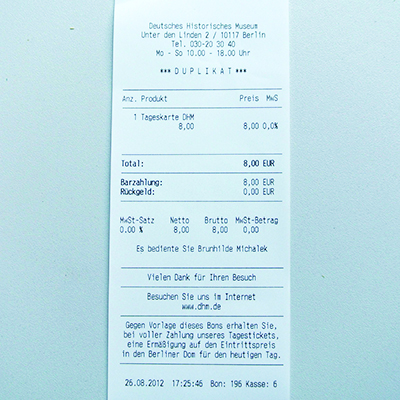 Deutsches Historisches Museum
Unter den Linden 2 / 10117 Berlin
Tel. 030-20 30 40
Mo - So 10.00 - 18.00 Uhr
*** D U P L I K A T ***
Anz. Produkt Preis MwS
1 Tageskarte DHM
8,00 8,00 0,0%
Total: 8,00 EUR
Barzahlung: 8,00 EUR
Rückgeld: 0,00 EUR
MwSt-Satz Netto Brutto MwSt-Betrag
0.00 % 8,00 8,00 0,00
Es bediente Sie Brunhilde Michalek
Vielen Dank für Ihren Besuch
Besuchen Sie uns im Internet
www.dhm.de
Gegen Vorlage dieses Bons erhalten Sie,
bei voller Zahlung unseres Tagestickets,
eine Ermäßigung auf den Eintrittspreis
in den Berliner Dom für den heutigen Tag.
26.08.2012 17:25:46 Bon: 196 Kasse: 6